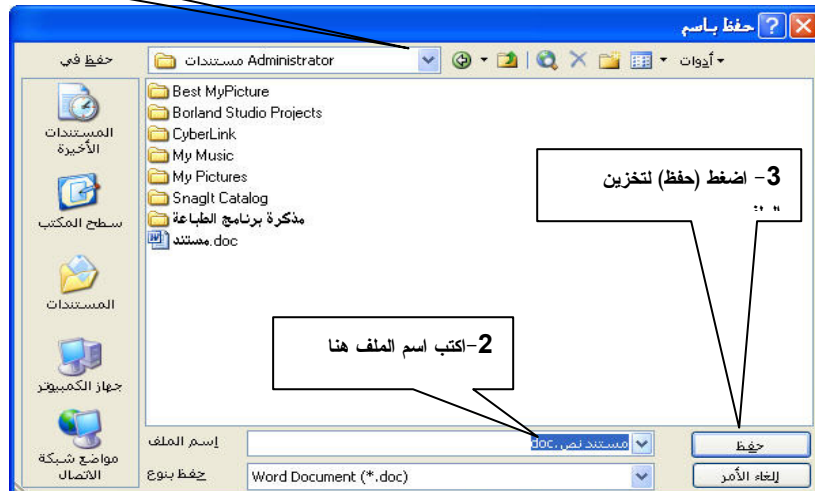 حفظ بـاسم
حفظ في
مستندات Administrator
أدوات
المستندات
الأخيرة
سطح المكتب
المستندات
جهاز الكمبيوتر
مواضع شبكة
الاتصال
Best MyPicture
Borland Studio Projects
CyberLink
My Music
My Pictures
SnagIt Catalog
مذكرة برنامج الطباعة
مستند.doc
3- اضغط (حفظ) لتخزين
2-اكتب اسم الملف هنا
إسم الملف
مستند نص.doc
حفظ
حفظ بنوع
Word Document (*.doc)
إلغاء الأمر